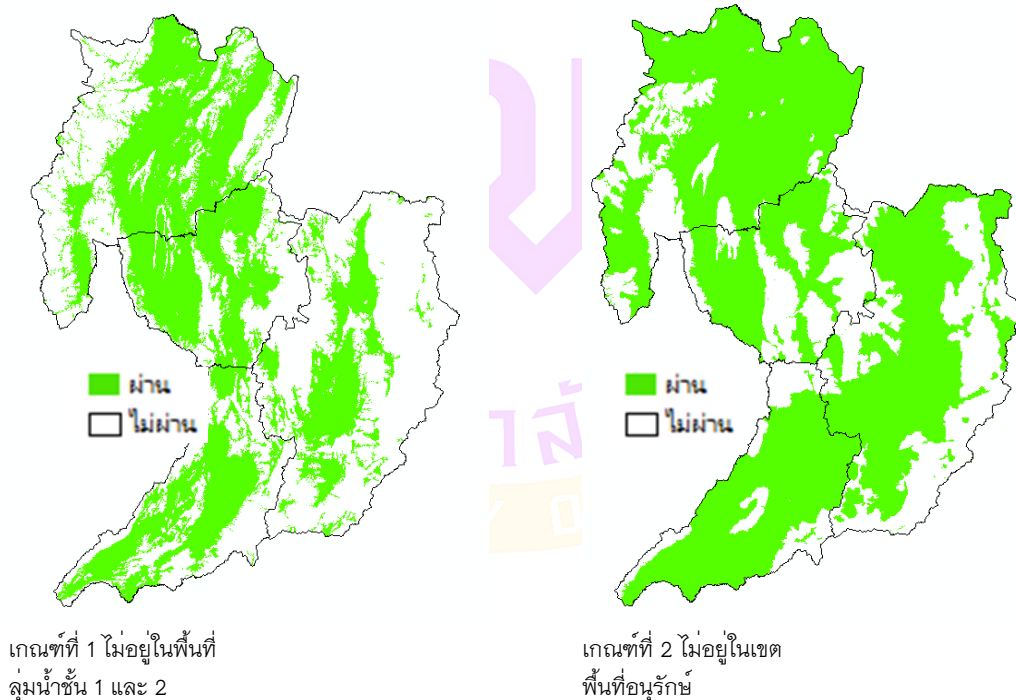 ผ่าน
ไม่ผ่าน
ผ่าน
ไม่ผ่าน
เกณฑ์ที่ 1 ไม่อยู่ในพื้นที่
ลุ่มน้ำชั้น 1 และ 2
เกณฑ์ที่ 2 ไม่อยู่ในเขต
พื้นที่อนุรักษ์